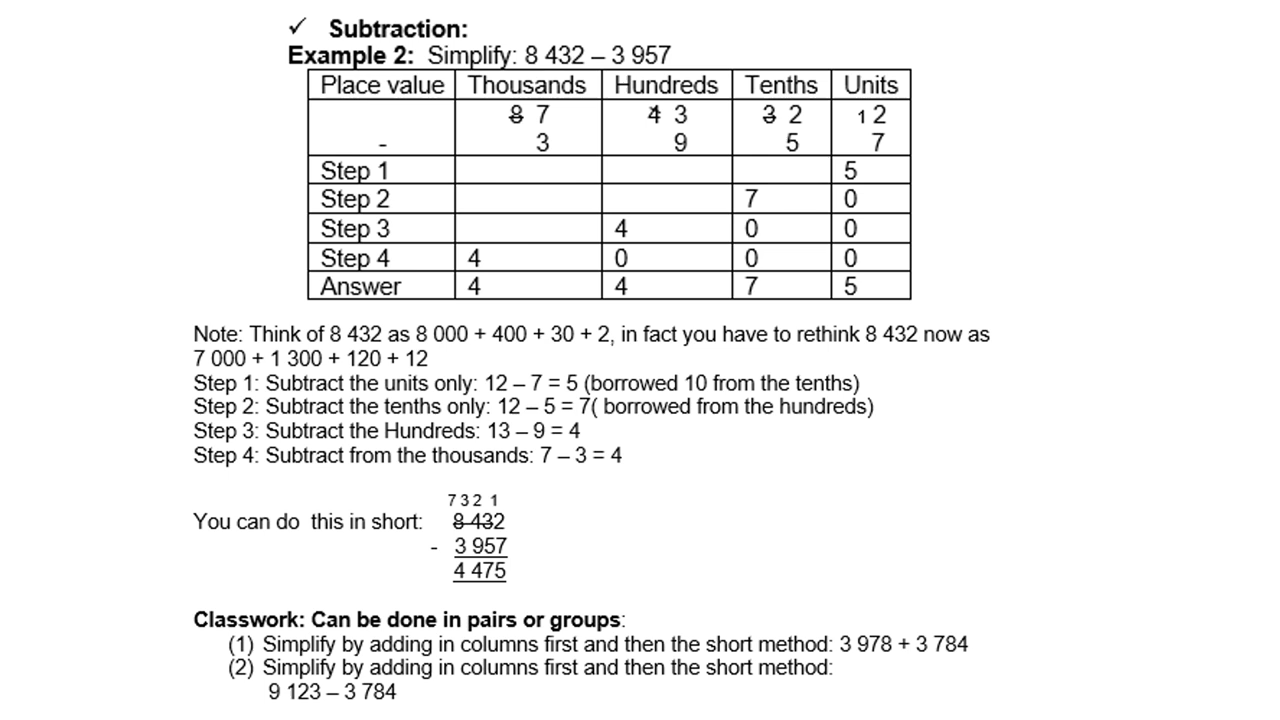 ✓ Subtraction:
Example 2: Simplify: 8 432 – 3 957
Place value Thousands Hundreds Tenths Units
8 7 4 3 3 2 1 2
- 3 9 5 7
Step 1 5
Step 2 7 0
Step 3 4 0 0
Step 4 4 0 0 0
Answer 4 4 7 5
Note: Think of 8 432 as 8 000 + 400 + 30 + 2, in fact you have to rethink 8 432 now as
7 000 + 1 300 + 120 + 12
Step 1: Subtract the units only: 12 – 7 = 5 (borrowed 10 from the tenths)
Step 2: Subtract the tenths only: 12 – 5 = 7( borrowed from the hundreds)
Step 3: Subtract the Hundreds: 13 – 9 = 4
Step 4: Subtract from the thousands: 7 – 3 = 4
7 3 2 1
You can do this in short: 8 432
- 3 957
4 475
Classwork: Can be done in pairs or groups:
(1) Simplify by adding in columns first and then the short method: 3 978 + 3 784
(2) Simplify by adding in columns first and then the short method:
9 123 – 3 784